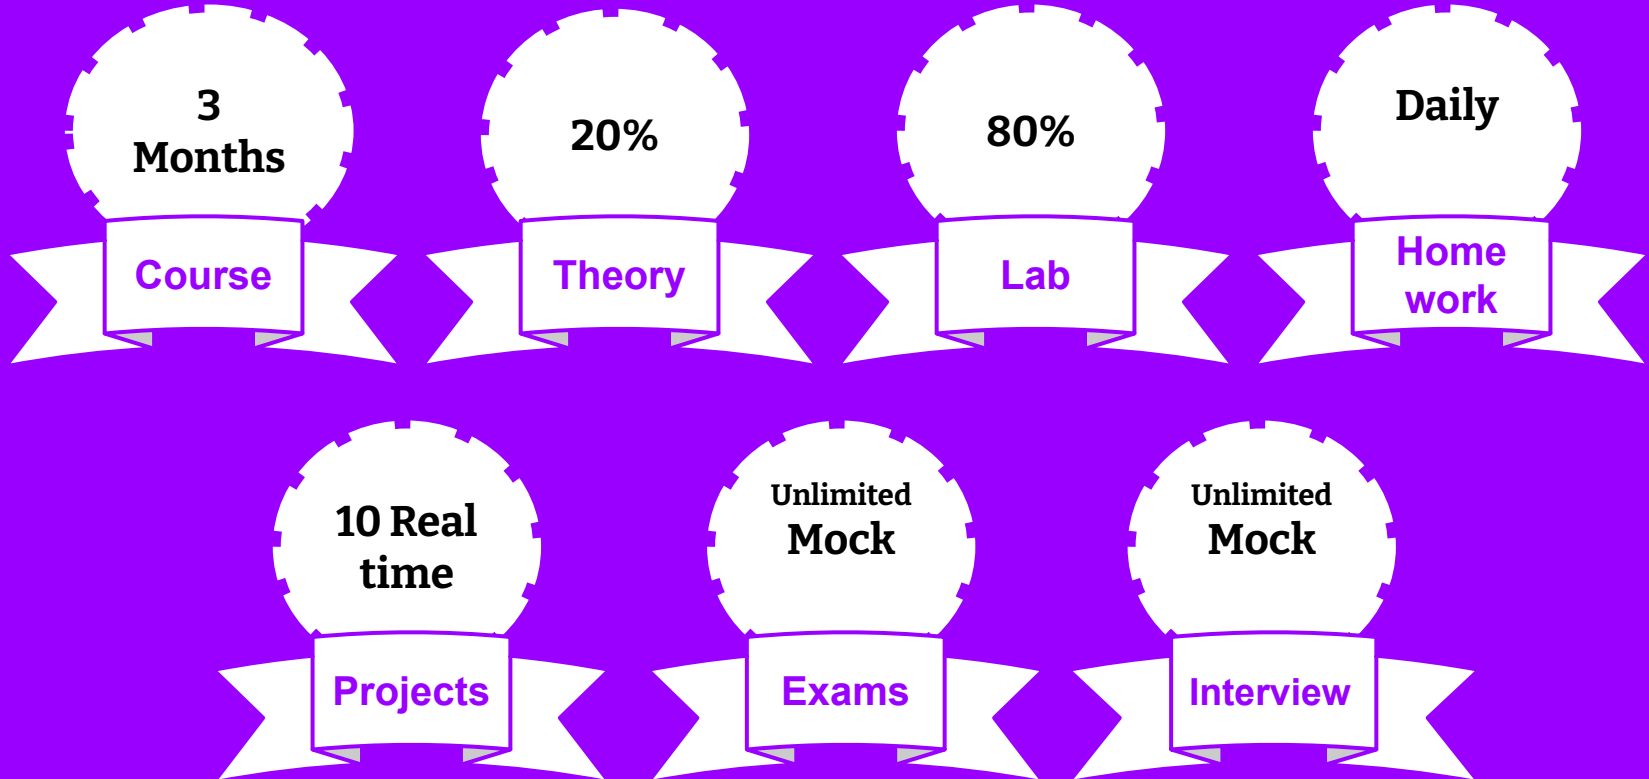 3
Months
Course
20%
Theory
80%
Lab
Daily
Home
work
10 Real
time
Projects
Unlimited
Mock
Exams
Unlimited
Mock
Interview